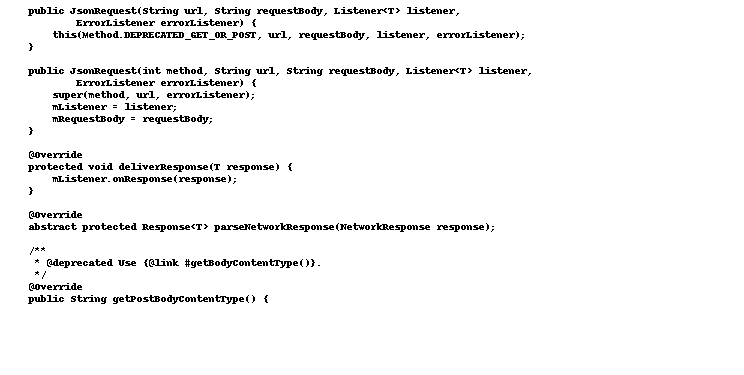 public JsonRequest(String url, String requestBody, Listener<T> listener,
ErrorListener errorListener) {
this(Method.DEPRECATED_GET_OR_POST, url, requestBody, listener, errorListener);
}
public JsonRequest(int method, String url, String requestBody, Listener<T> listener,
ErrorListener errorListener) {
super(method, url, errorListener);
mListener = listener;
mRequestBody = requestBody;
}
@Override
protected void deliverResponse(T response) {
mListener.onResponse(response);
}
@Override
abstract protected Response<T> parseNetworkResponse(NetworkResponse response);
/**
* @deprecated Use {@link #getBodyContentType()}.
*/
@Override
public String getPostBodyContentType() {